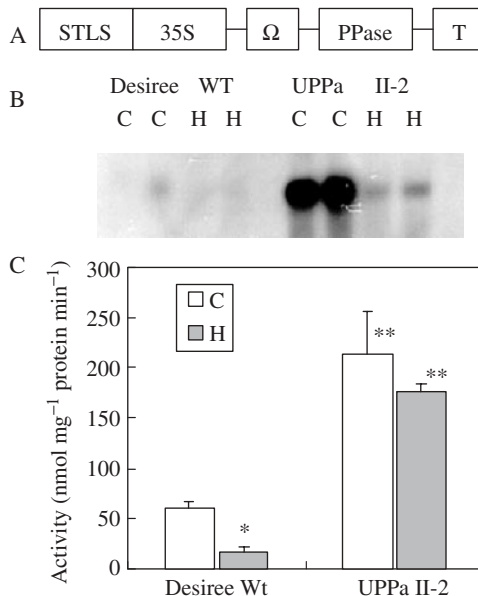 A STLS 35S Ω PPase T
B Desiree WT UPPa II-2
C C H H C C H H
C
Activity (nmol mg⁻¹ protein min⁻¹)
300
250
200
150
100
50
0
C
H
*
**
**
Desiree Wt UPPa II-2